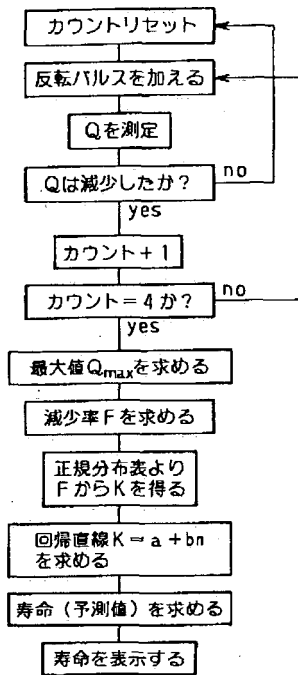 カウントリセット
反転パルスを加える
Qを測定
Qは減少したか？
no
yes
カウント+1
カウント=4か？
no
yes
最大値Qmaxを求める
減少率Fを求める
正規分布表より
FからKを得る
回帰直線K=a+bn
を求める
寿命(予測値)を求める
寿命を表示する